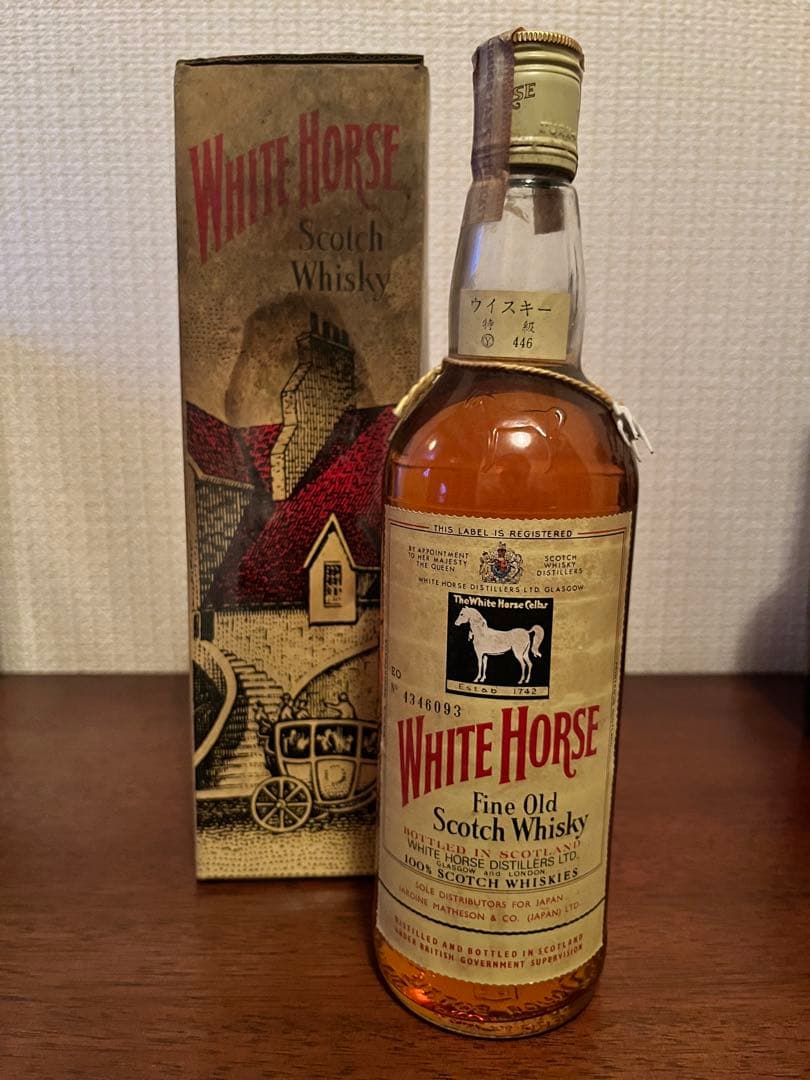 WHITE HORSE
Scotch
Whisky
ウイスキー
特級
Ⓨ 446
THIS LABEL IS REGISTERED
BY APPOINTMENT
TO HER MAJESTY
THE QUEEN
SCOTCH
WHISKY
DISTILLERS
WHITE HORSE DISTILLERS LTD. GLASGOW
The White Horse Cellar
Estab 1742
EO
Nº 4346093
WHITE HORSE
Fine Old
Scotch Whisky
BOTTLED IN SCOTLAND
WHITE HORSE DISTILLERS LTD.
GLASGOW and LONDON
100% SCOTCH WHISKIES
SOLE DISTRIBUTORS FOR JAPAN
JARDINE MATHESON & CO. (JAPAN) LTD.
DISTILLED AND BOTTLED IN SCOTLAND
UNDER BRITISH GOVERNMENT SUPERVISION